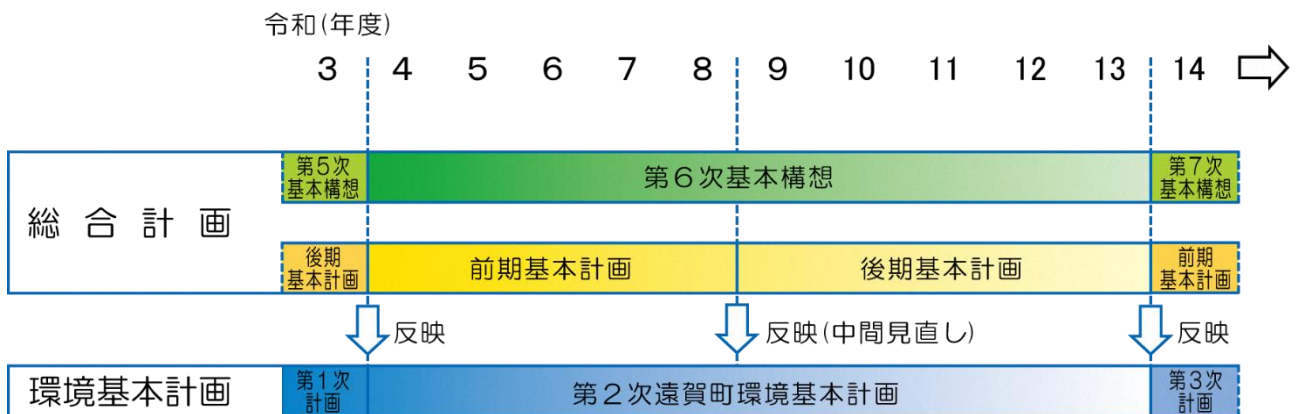 令和(年度)
3 4 5 6 7 8 9 10 11 12 13 14
総合計画
第5次
基本構想
第6次基本構想
第7次
基本構想
後期
基本計画
前期基本計画
後期基本計画
前期
基本計画
反映
反映(中間見直し)
反映
環境基本計画
第1次
計画
第2次遠賀町環境基本計画
第3次
計画